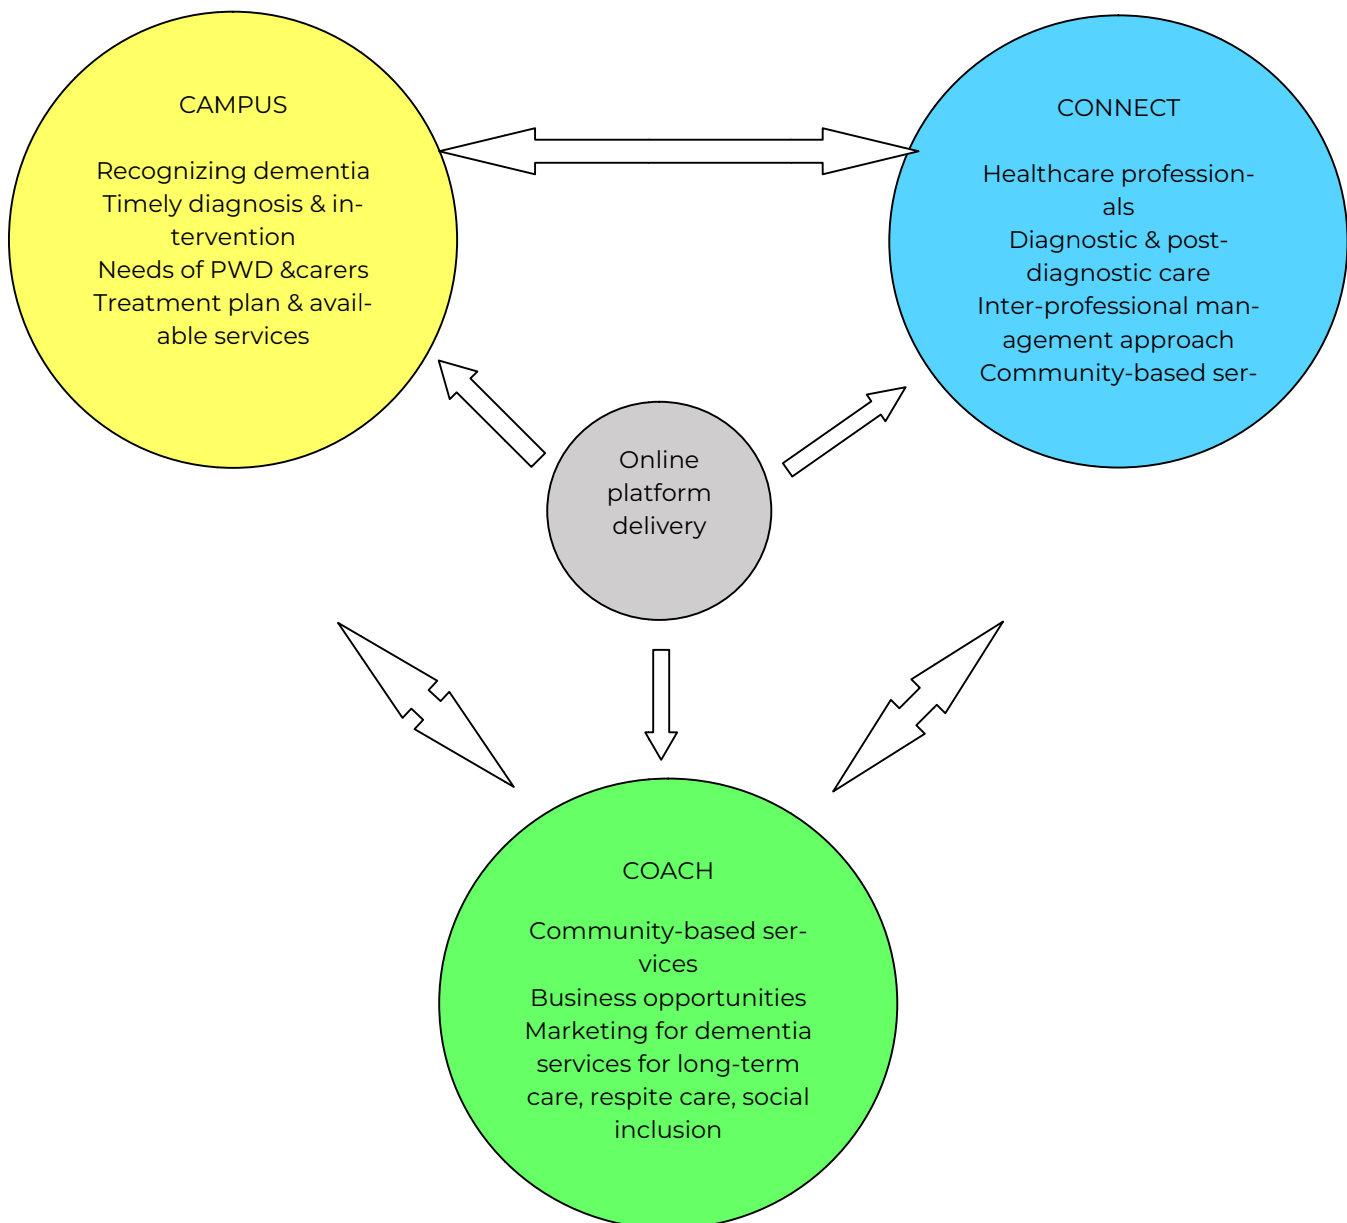 CAMPUS
Recognizing dementia
Timely diagnosis & in-
tervention
Needs of PWD &carers
Treatment plan & avail-
able services
CONNECT
Healthcare profession-
als
Diagnostic & post-
diagnostic care
Inter-professional man-
agement approach
Community-based ser-
Online
platform
delivery
COACH
Community-based ser-
vices
Business opportunities
Marketing for dementia
services for long-term
care, respite care, social
inclusion